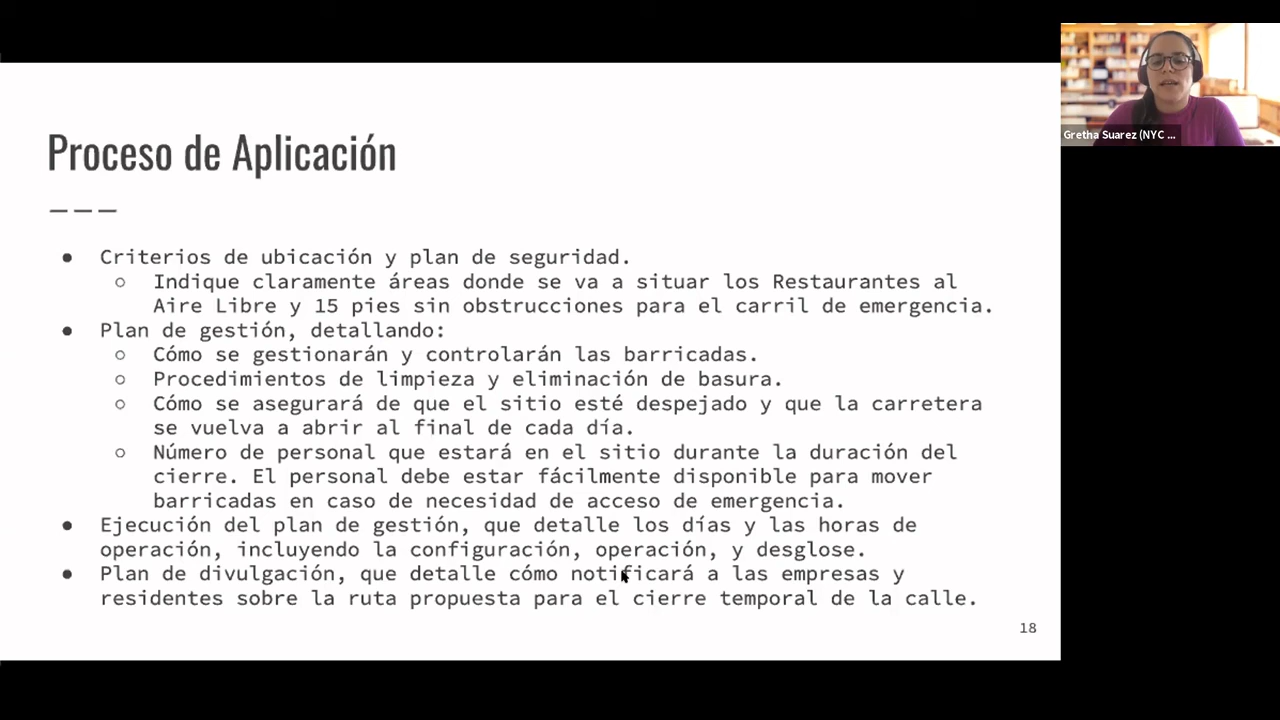 Proceso de Aplicación
● Criterios de ubicación y plan de seguridad.
○ Indique claramente áreas donde se va a situar los Restaurantes al
Aire Libre y 15 pies sin obstrucciones para el carril de emergencia.
● Plan de gestión, detallando:
○ Cómo se gestionarán y controlarán las barricadas.
○ Procedimientos de limpieza y eliminación de basura.
○ Cómo se asegurará de que el sitio esté despejado y que la carretera
se vuelva a abrir al final de cada día.
○ Número de personal que estará en el sitio durante la duración del
cierre. El personal debe estar fácilmente disponible para mover
barricadas en caso de necesidad de acceso de emergencia.
● Ejecución del plan de gestión, que detalle los días y las horas de
operación, incluyendo la configuración, operación, y desglose.
● Plan de divulgación, que detalle cómo notificará a las empresas y
residentes sobre la ruta propuesta para el cierre temporal de la calle.
18
Gretha Suarez (NYC ...